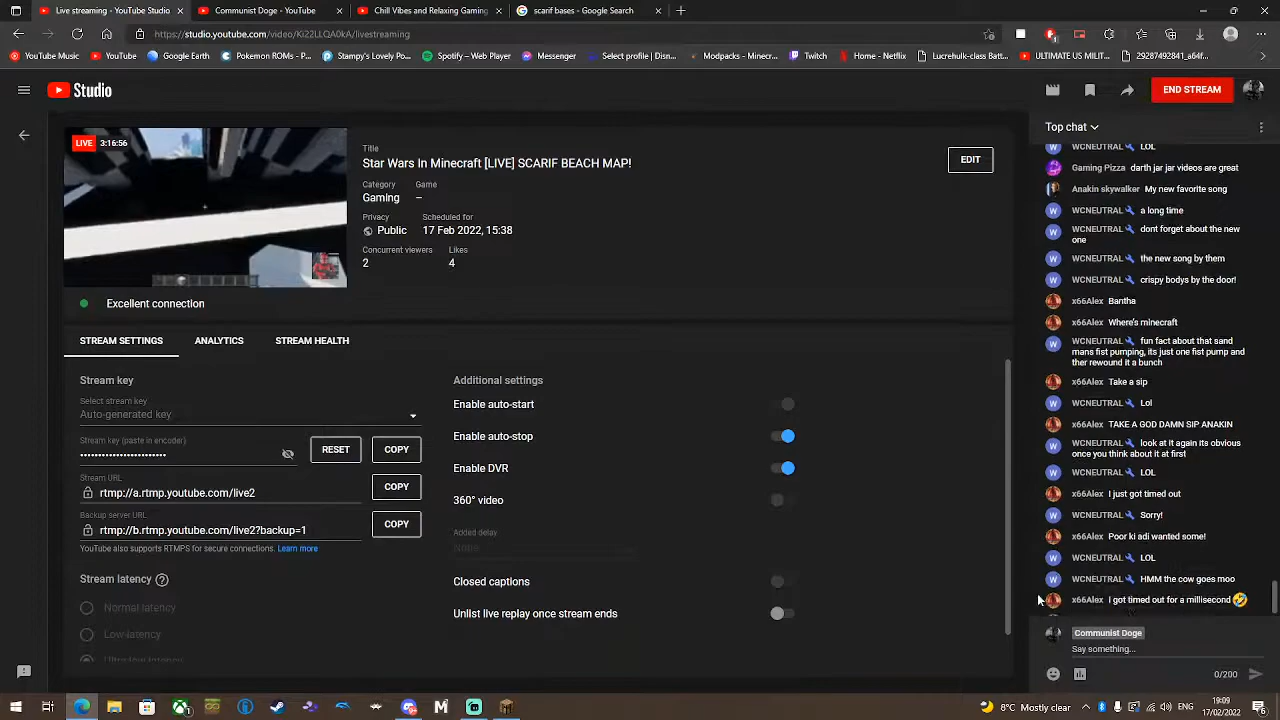 Live streaming - YouTube Studio
Communist Doge - YouTube
Chill Vibes and Relaxing Gaming
scarif bases - Google Search
https://studio.youtube.com/video/Ki22LLQA0kA/livestreaming
YouTube Music
YouTube
Google Earth
Pokemon ROMs - P...
Stampy's Lovely Po...
Spotify – Web Player
Messenger
Select profile - Disn...
Modpacks - Minecr...
Twitch
Home - Netflix
Lucrehulk-class Batt...
ULTIMATE US MILIT...
29287492841_a64f...
Studio
END STREAM
LIVE 3:16:56
Title
Star Wars In Minecraft [LIVE] SCARIF BEACH MAP!
EDIT
Category
Gaming
Game
–
Privacy
Public
Scheduled for
17 Feb 2022, 15:38
Concurrent viewers
2
Likes
4
Excellent connection
STREAM SETTINGS
ANALYTICS
STREAM HEALTH
Stream key
Select stream key
Auto-generated key
Stream key (paste in encoder)
••••••••••••••••••••••••
RESET
COPY
Stream URL
rtmp://a.rtmp.youtube.com/live2
COPY
Backup server URL
rtmp://b.rtmp.youtube.com/live2?backup=1
COPY
YouTube also supports RTMPS for secure connections. Learn more
Stream latency
Normal latency
Low-latency
Ultra low-latency
Additional settings
Enable auto-start
Enable auto-stop
Enable DVR
360° video
Added delay
None
Closed captions
Unlist live replay once stream ends
Top chat
WCNEUTRAL LOL
Gaming Pizza darth jar jar videos are great
Anakin skywalker My new favorite song
WCNEUTRAL a long time
WCNEUTRAL dont forget about the new
one
WCNEUTRAL the new song by them
WCNEUTRAL crispy bodys by the door!
x66Alex Bantha
x66Alex Where's minecraft
WCNEUTRAL fun fact about that sand
mans fist pumping, its just one fist pump and
ther rewound it a bunch
x66Alex Take a sip
WCNEUTRAL Lol
x66Alex TAKE A GOD DAMN SIP ANAKIN
WCNEUTRAL look at it again its obvious
once you think about it at first
WCNEUTRAL LOL
x66Alex I just got timed out
WCNEUTRAL Sorry!
x66Alex Poor ki adi wanted some!
WCNEUTRAL LOL
WCNEUTRAL HMM the cow goes moo
x66Alex I got timed out for a millisecond 🤣
Communist Doge
Say something...
0/200
8°C Mostly clear
19:09
17/02/2022
6